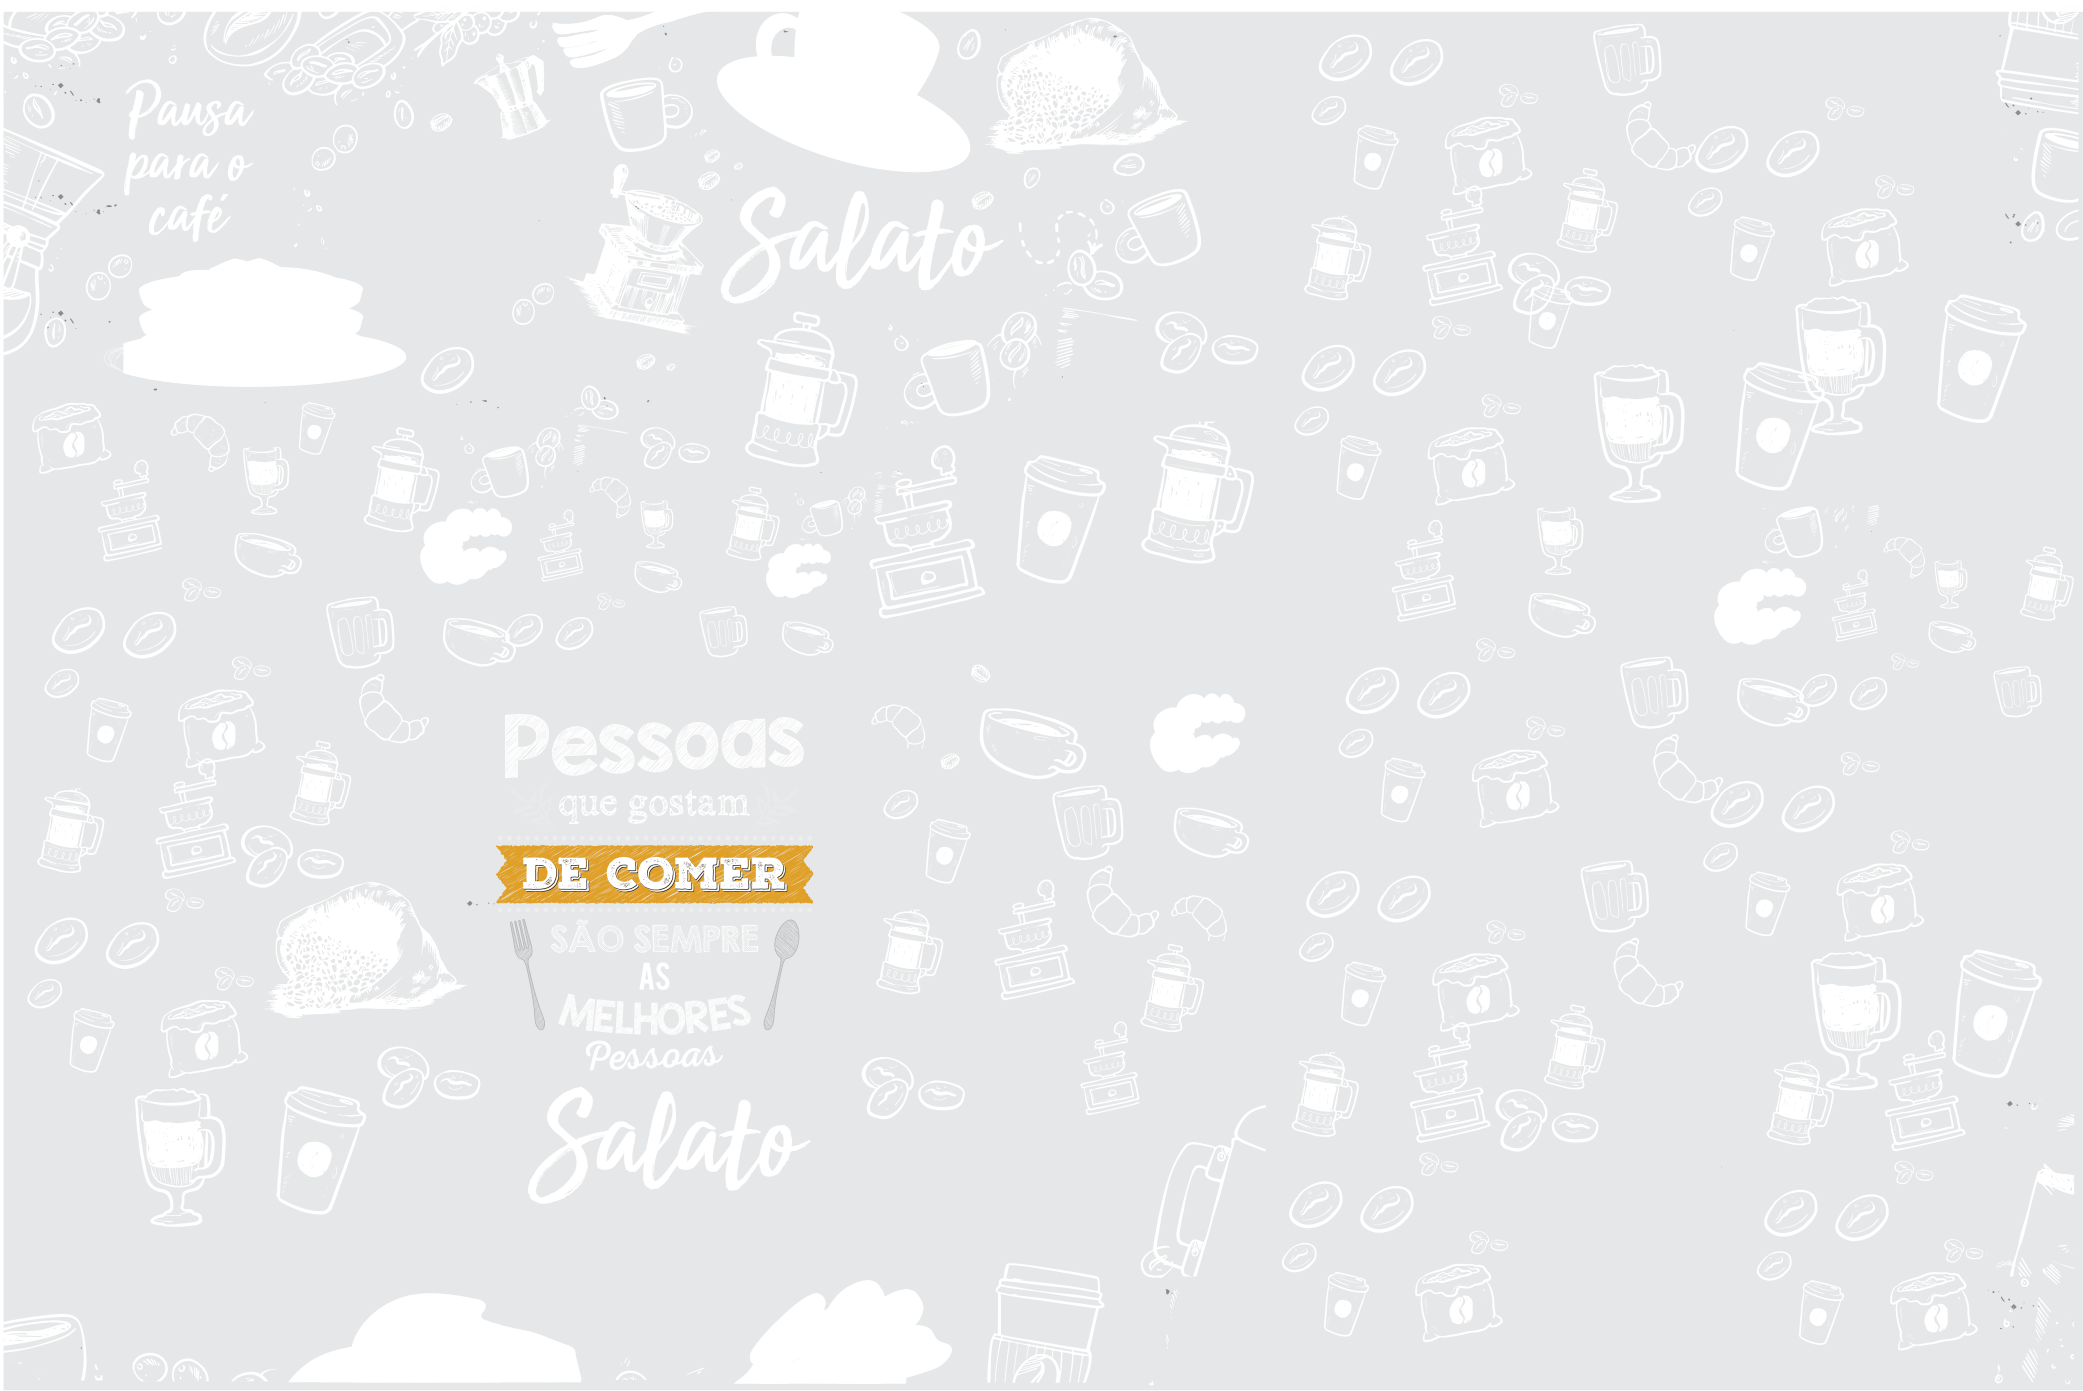 Pausa
para o
café
Salato
Pessoas
que gostam
DE COMER
SÃO SEMPRE
AS
MELHORES
Pessoas
Salato